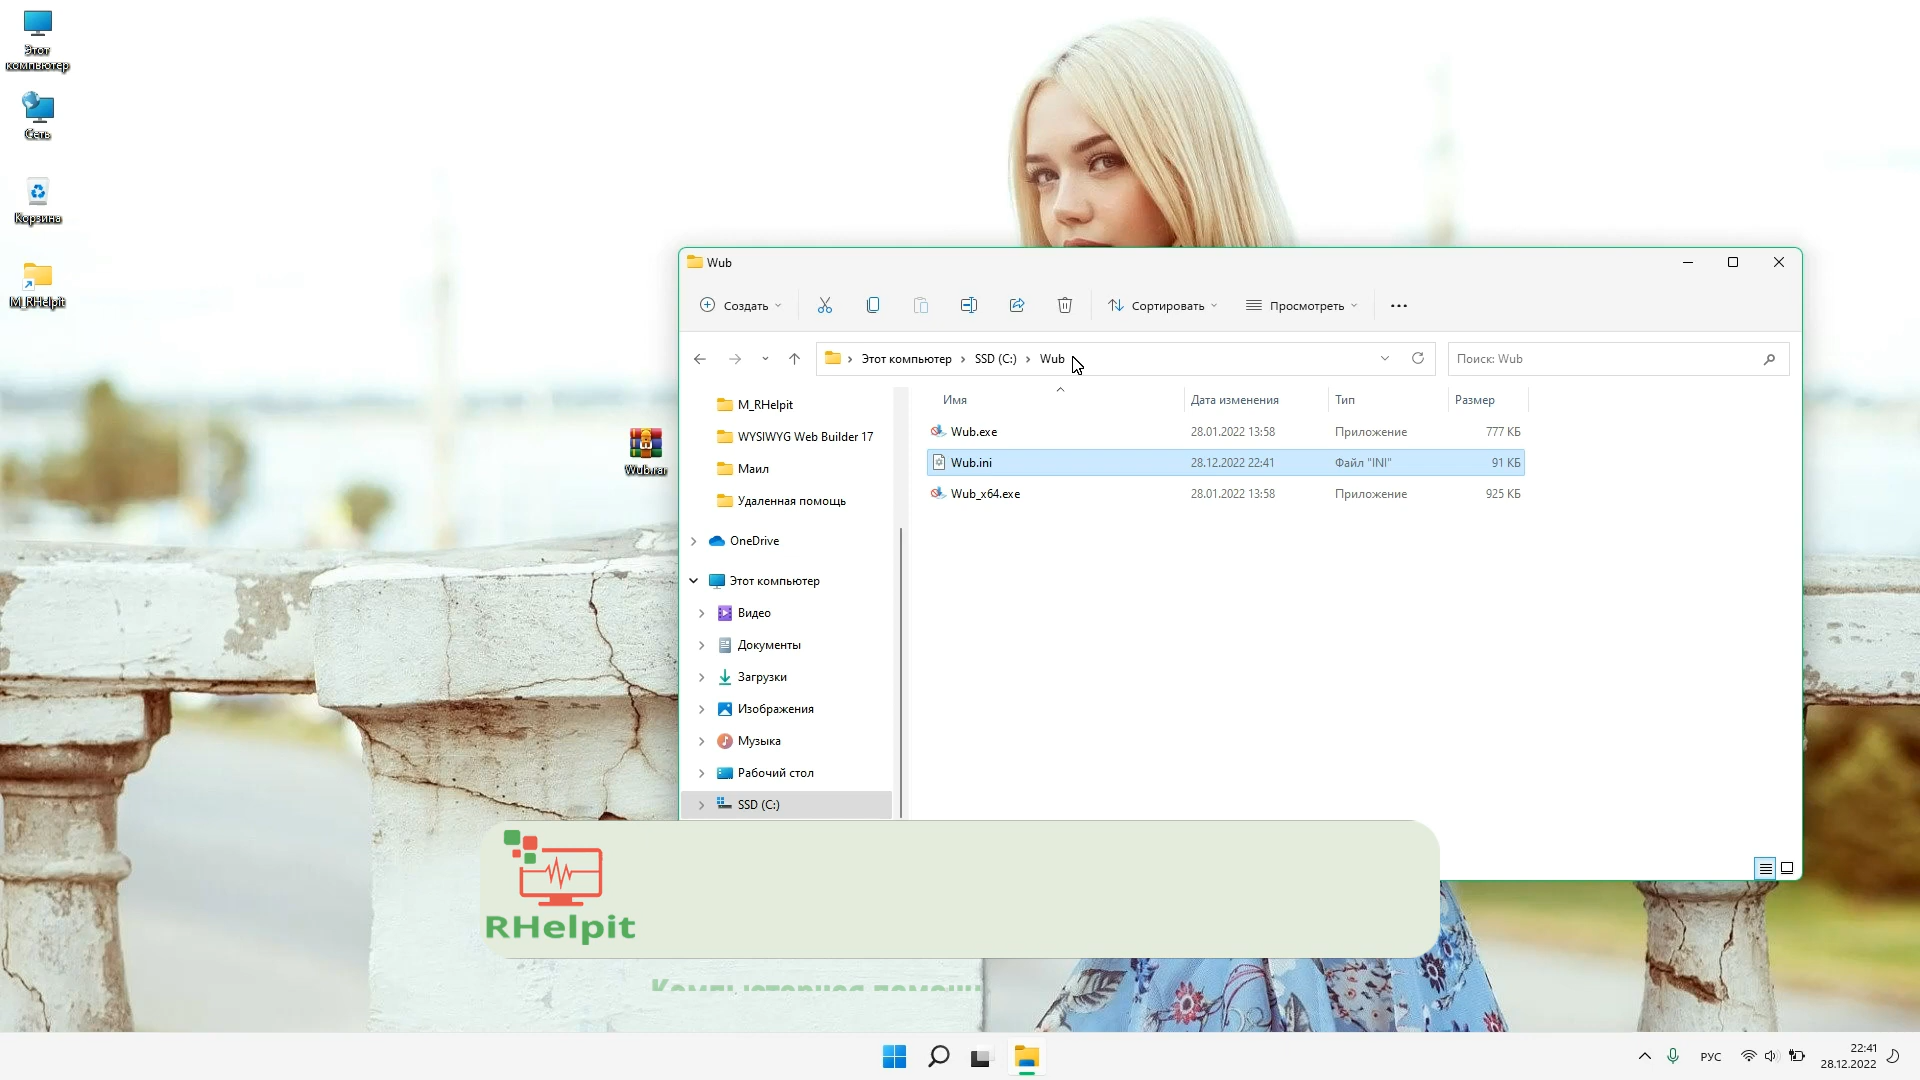 Этот
компьютер
Сеть
Корзина
M_RHelpit
Wub.rar
Wub
Создать
Сортировать
Просмотреть
Этот компьютер
SSD (C:)
Wub
Поиск: Wub
M_RHelpit
WYSIWYG Web Builder 17
Маил
Удаленная помощь
OneDrive
Этот компьютер
Видео
Документы
Загрузки
Изображения
Музыка
Рабочий стол
SSD (C:)
Имя Дата изменения Тип Размер
Wub.exe 28.01.2022 13:58 Приложение 777 КБ
Wub.ini 28.12.2022 22:41 Файл "INI" 91 КБ
Wub_x64.exe 28.01.2022 13:58 Приложение 925 КБ
RHelpit
Компьютерная помощь
РУС
22:41
28.12.2022